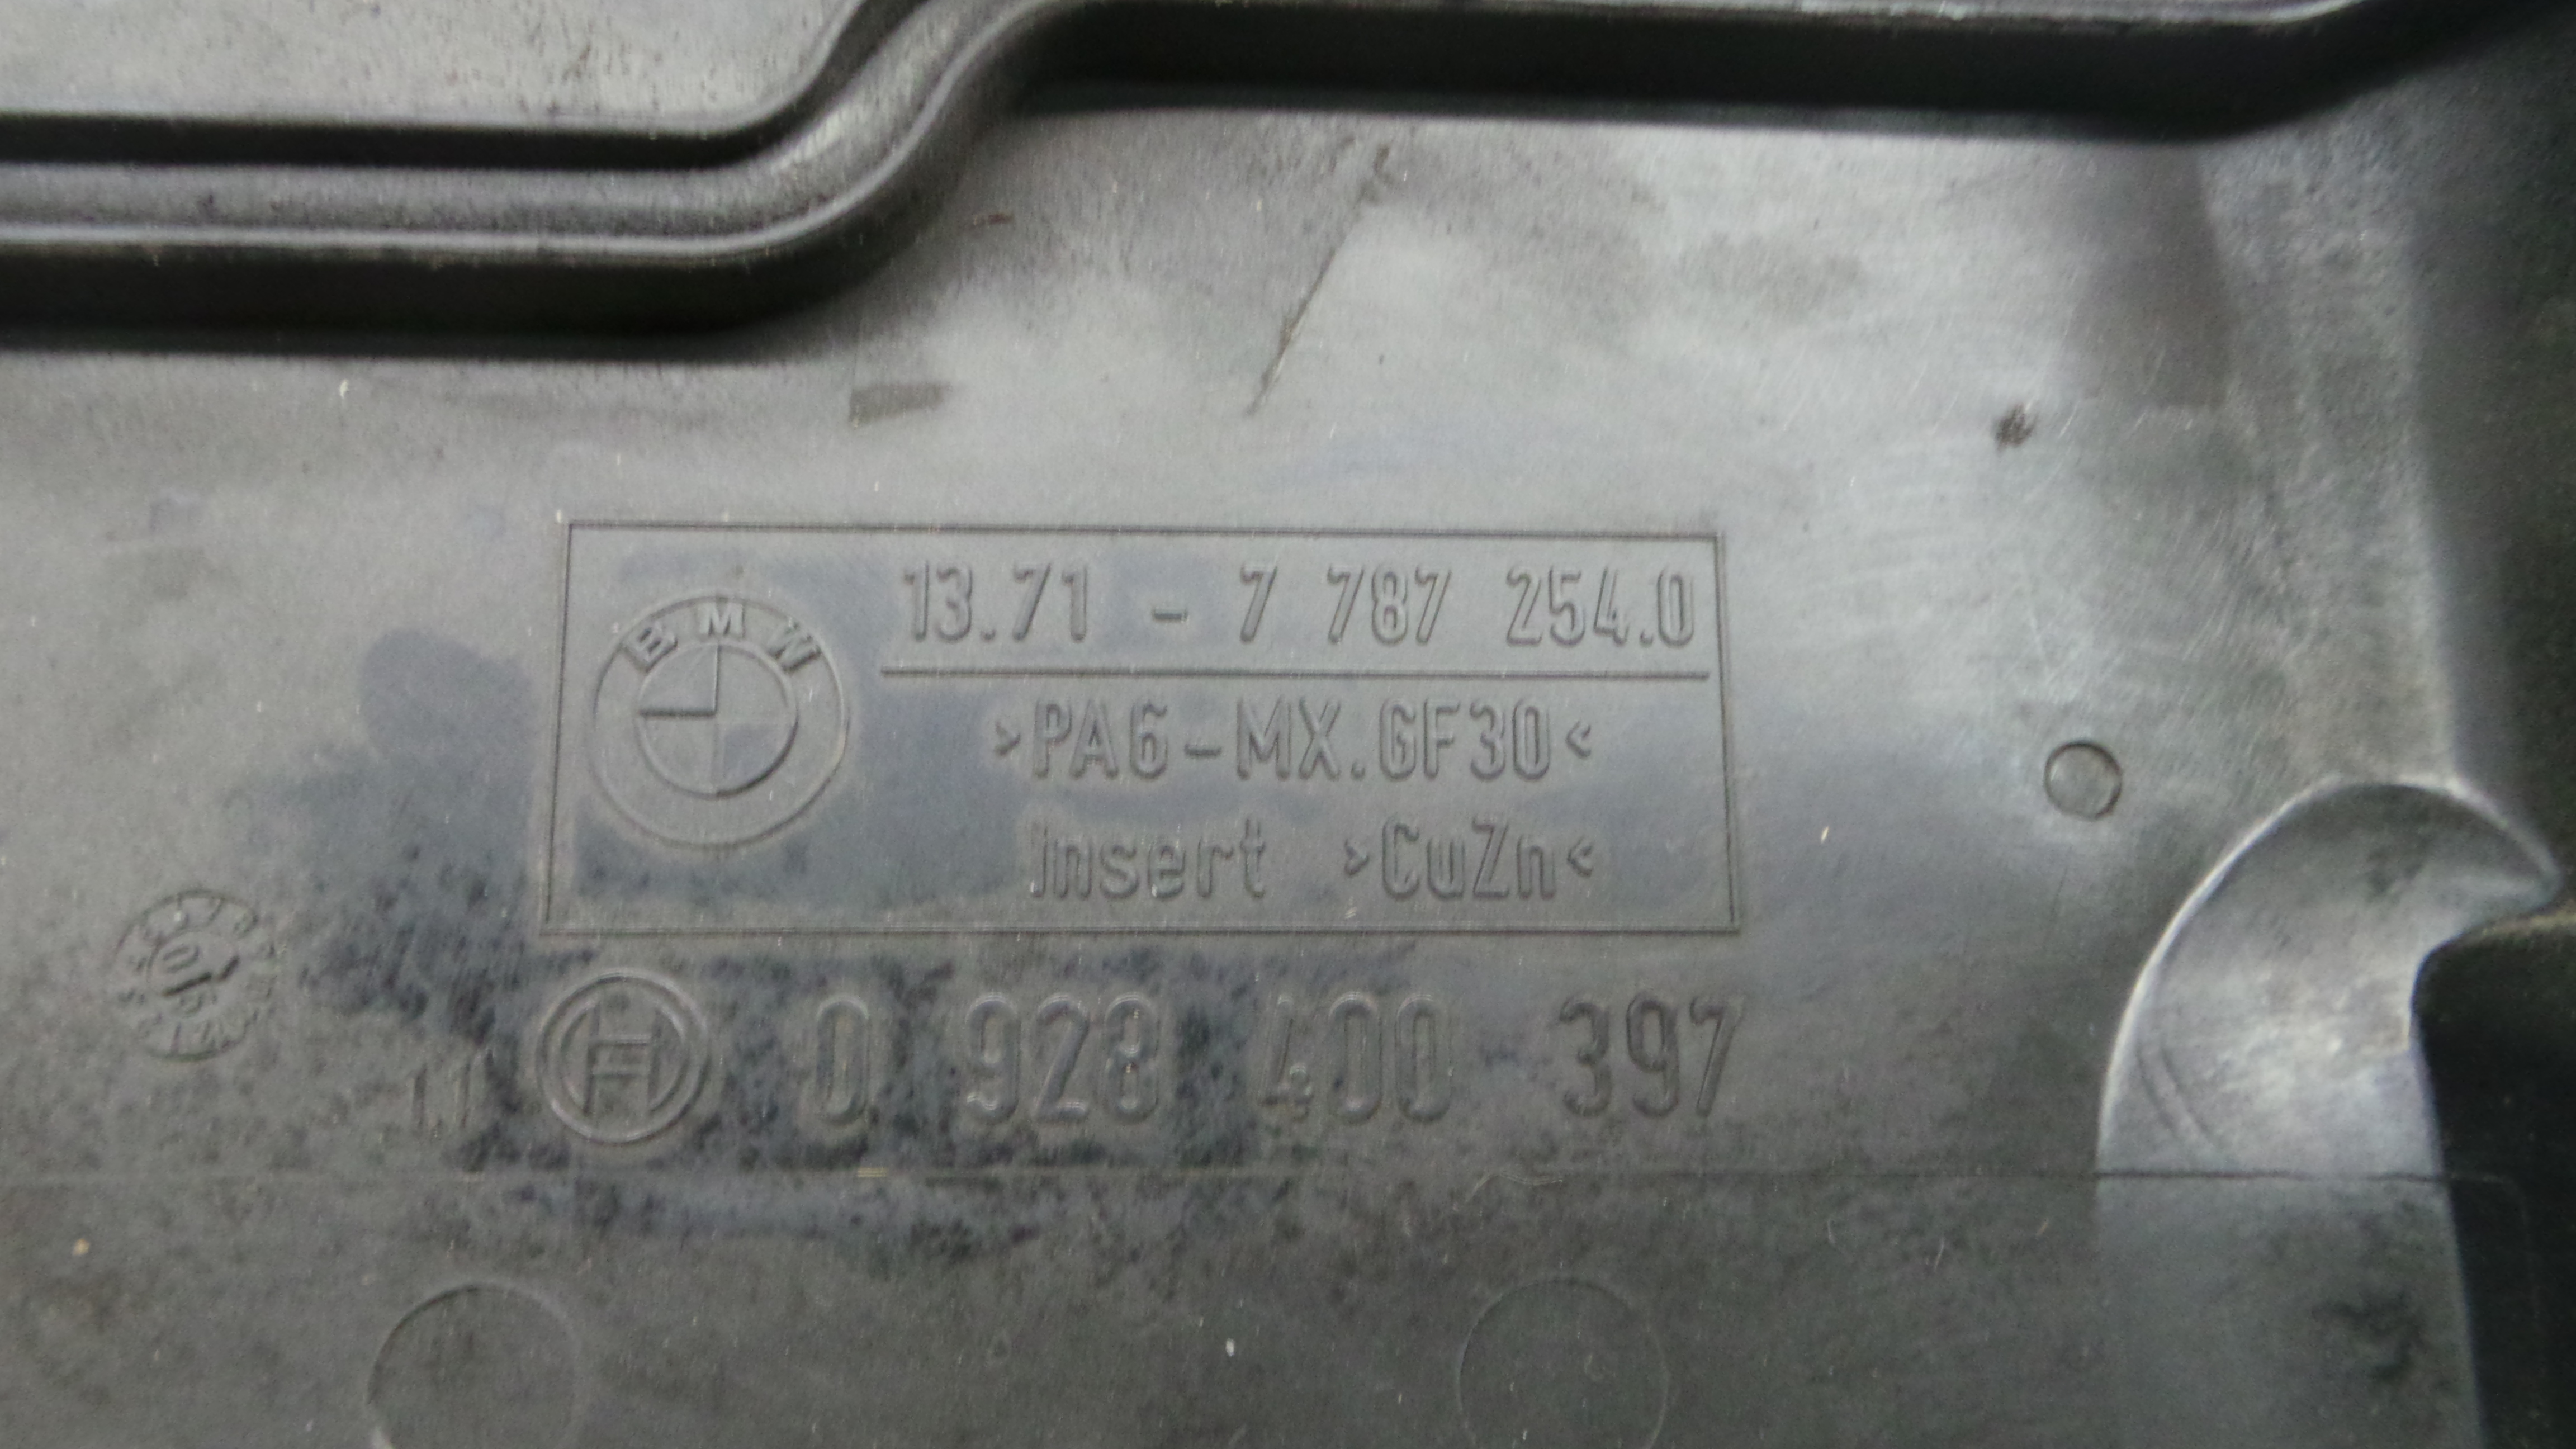 BMW
13.71 - 7 787 254.0
>PA6-MX.GF30<
Insert >CuZn<
0 928 400 397